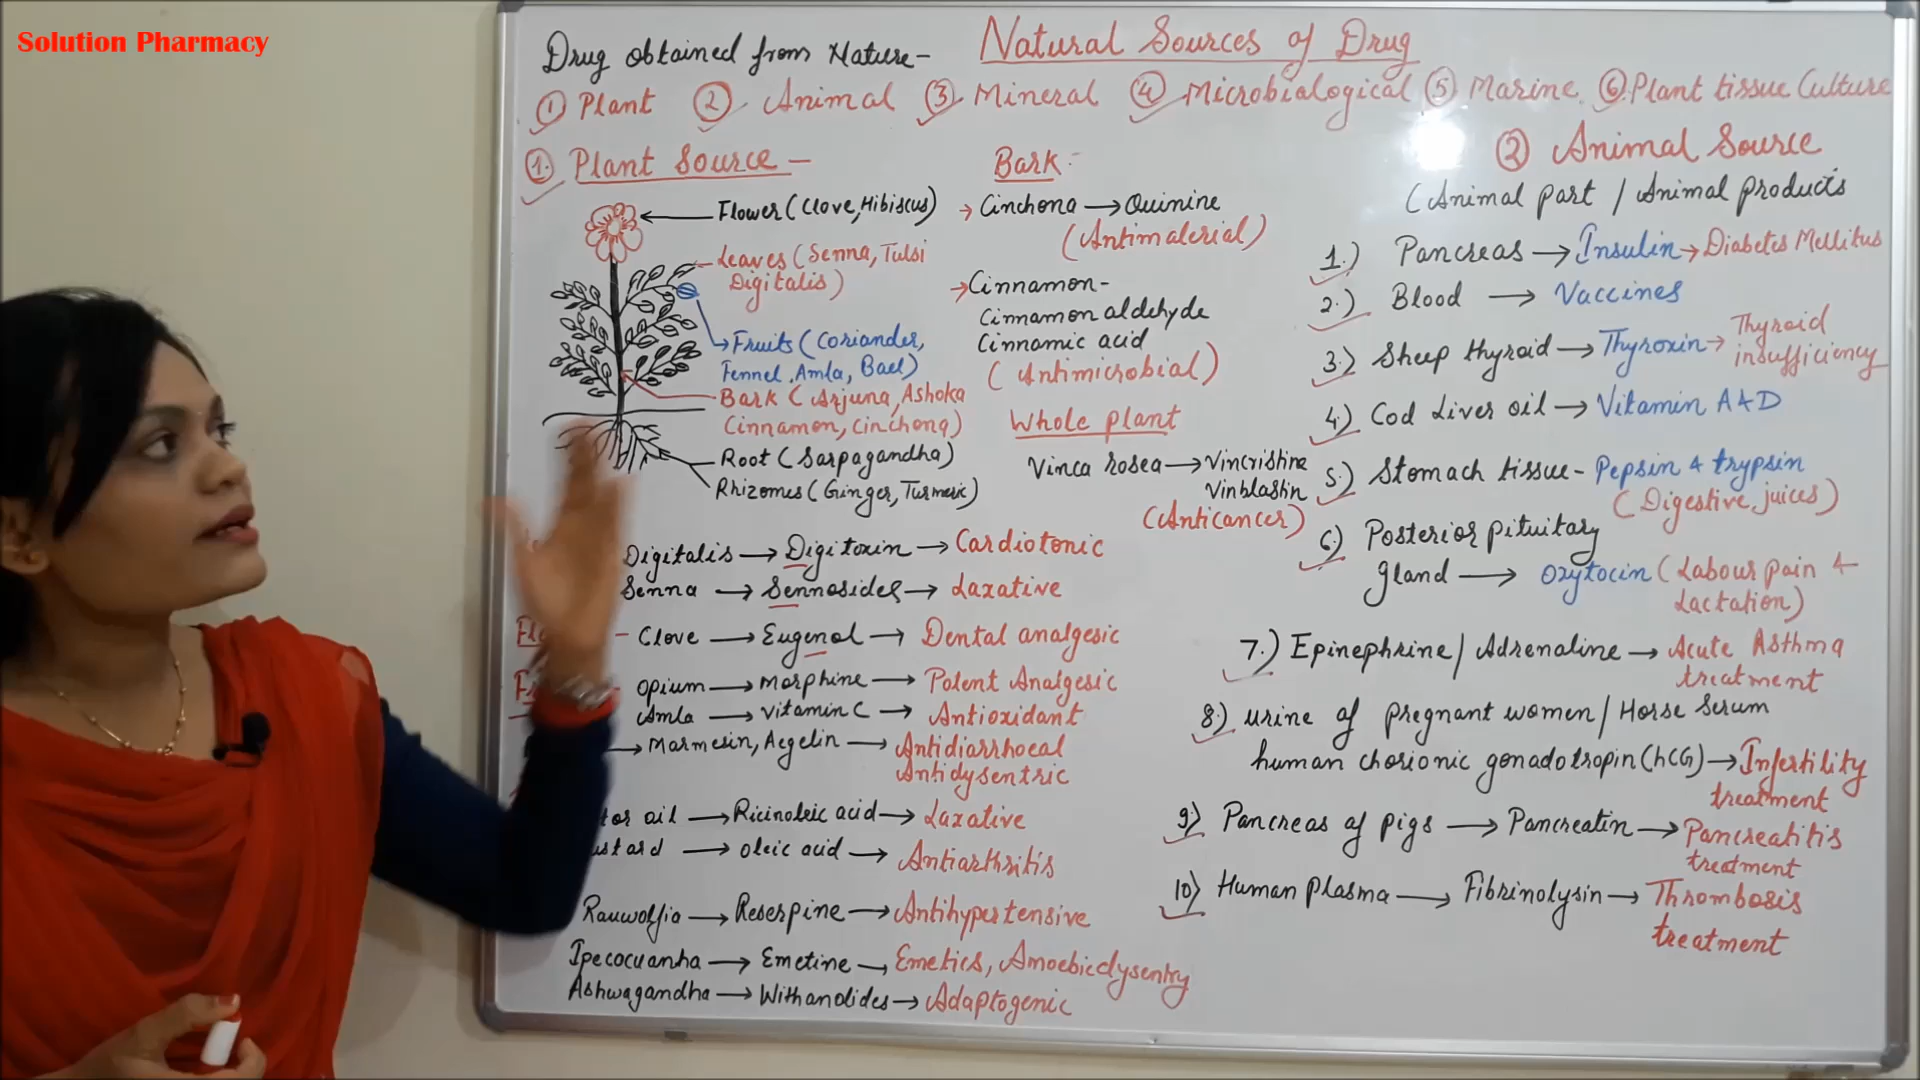 Solution Pharmacy
Drug obtained from Nature-
Natural Sources of Drug
① Plant ② Animal ③ Mineral ④ Microbialogical ⑤ Marine ⑥ Plant tissue Culture
①. Plant Source -
Flower (Clove, Hibiscus)
Leaves (Senna, Tulsi
Digitalis)
Fruits (Coriander,
Fennel, Amla, Bael)
Bark (Arjuna, Ashoka
Cinnamon, Cinchona)
Root (Sarpagandha)
Rhizomes (Ginger, Turmeric)
Digitalis → Digitoxin → Cardiotonic
Senna → Sennosides → Laxative
- Clove → Eugenol → Dental analgesic
- Opium → morphine → Potent Analgesic
Amla → vitamin C → Antioxidant
→ Marmesin, Aegelin → Antidiarrhoeal
Antidysentric
tor oil → Ricinoleic acid → Laxative
ustard → oleic acid → Antiarthritis
Rauwolfia → Reserpine → Antihypertensive
Ipecacuanha → Emetine → Emetics, Amoebic dysentry
Ashwagandha → Withanolides → Adaptogenic
Bark -
→ Cinchona → Quinine
(Antimalerial)
→ Cinnamon -
Cinnamon aldehyde
Cinnamic acid
(Antimicrobial)
Whole plant
Vinca rosea → Vincristine
Vinblastin
(Anticancer)
② Animal Source
(Animal part / Animal products
1.) Pancreas → Insulin → Diabetes Mellitus
2.) Blood → Vaccines
3.) Sheep thyroid → Thyroxin → Thyroid
insufficiency
4.) Cod Liver oil → Vitamin A & D
5.) Stomach tissue - Pepsin & trypsin
(Digestive juices)
6.) Posterior pituitary
gland → Oxytocin (Labour pain &
Lactation)
7.) Epinephrine / Adrenaline → Acute Asthma
treatment
8.) urine of pregnant women / Horse Serum
human chorionic gonadotropin (hCG) → Infertility
treatment
9.) Pancreas of pigs → Pancreatin → Pancreatitis
treatment
10) Human plasma → Fibrinolysin → Thrombosis
treatment